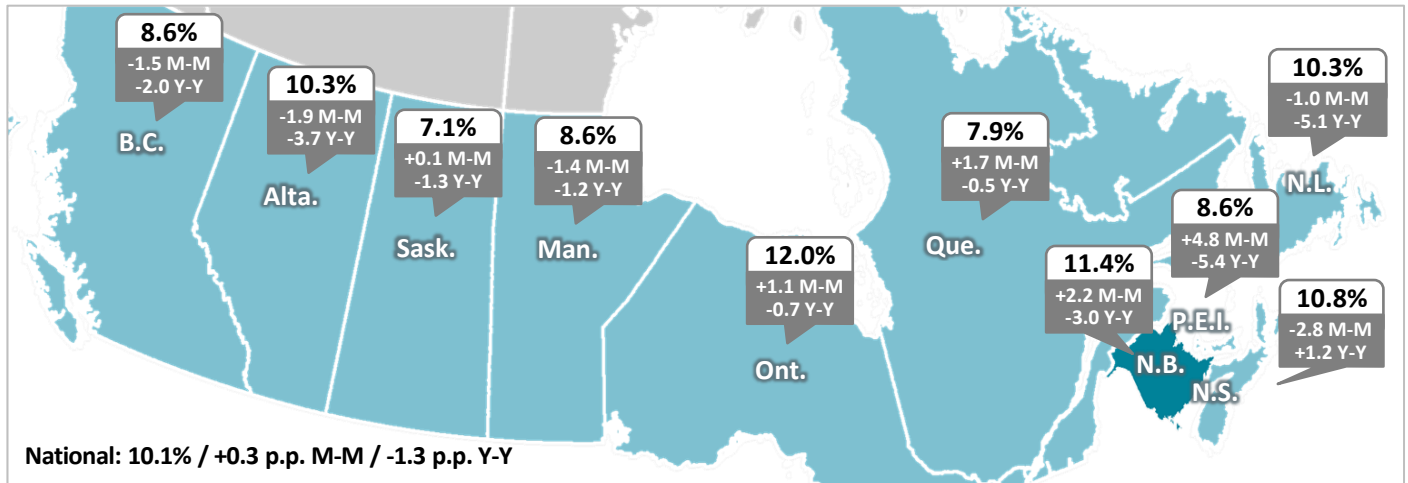 8.6%
-1.5 M-M
-2.0 Y-Y
B.C.
10.3%
-1.9 M-M
-3.7 Y-Y
Alta.
7.1%
+0.1 M-M
-1.3 Y-Y
Sask.
8.6%
-1.4 M-M
-1.2 Y-Y
Man.
12.0%
+1.1 M-M
-0.7 Y-Y
Ont.
7.9%
+1.7 M-M
-0.5 Y-Y
Que.
11.4%
+2.2 M-M
-3.0 Y-Y
N.B.
8.6%
+4.8 M-M
-5.4 Y-Y
P.E.I.
10.3%
-1.0 M-M
-5.1 Y-Y
N.L.
10.8%
-2.8 M-M
+1.2 Y-Y
N.S.
National: 10.1% / +0.3 p.p. M-M / -1.3 p.p. Y-Y